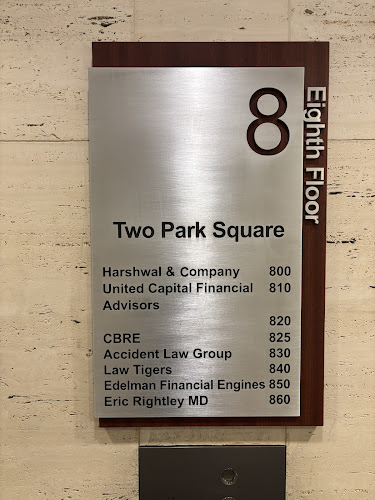 8
Eighth Floor
Two Park Square
Harshwal & Company 800
United Capital Financial 810
Advisors
820
CBRE 825
Accident Law Group 830
Law Tigers 840
Edelman Financial Engines 850
Eric Rightley MD 860